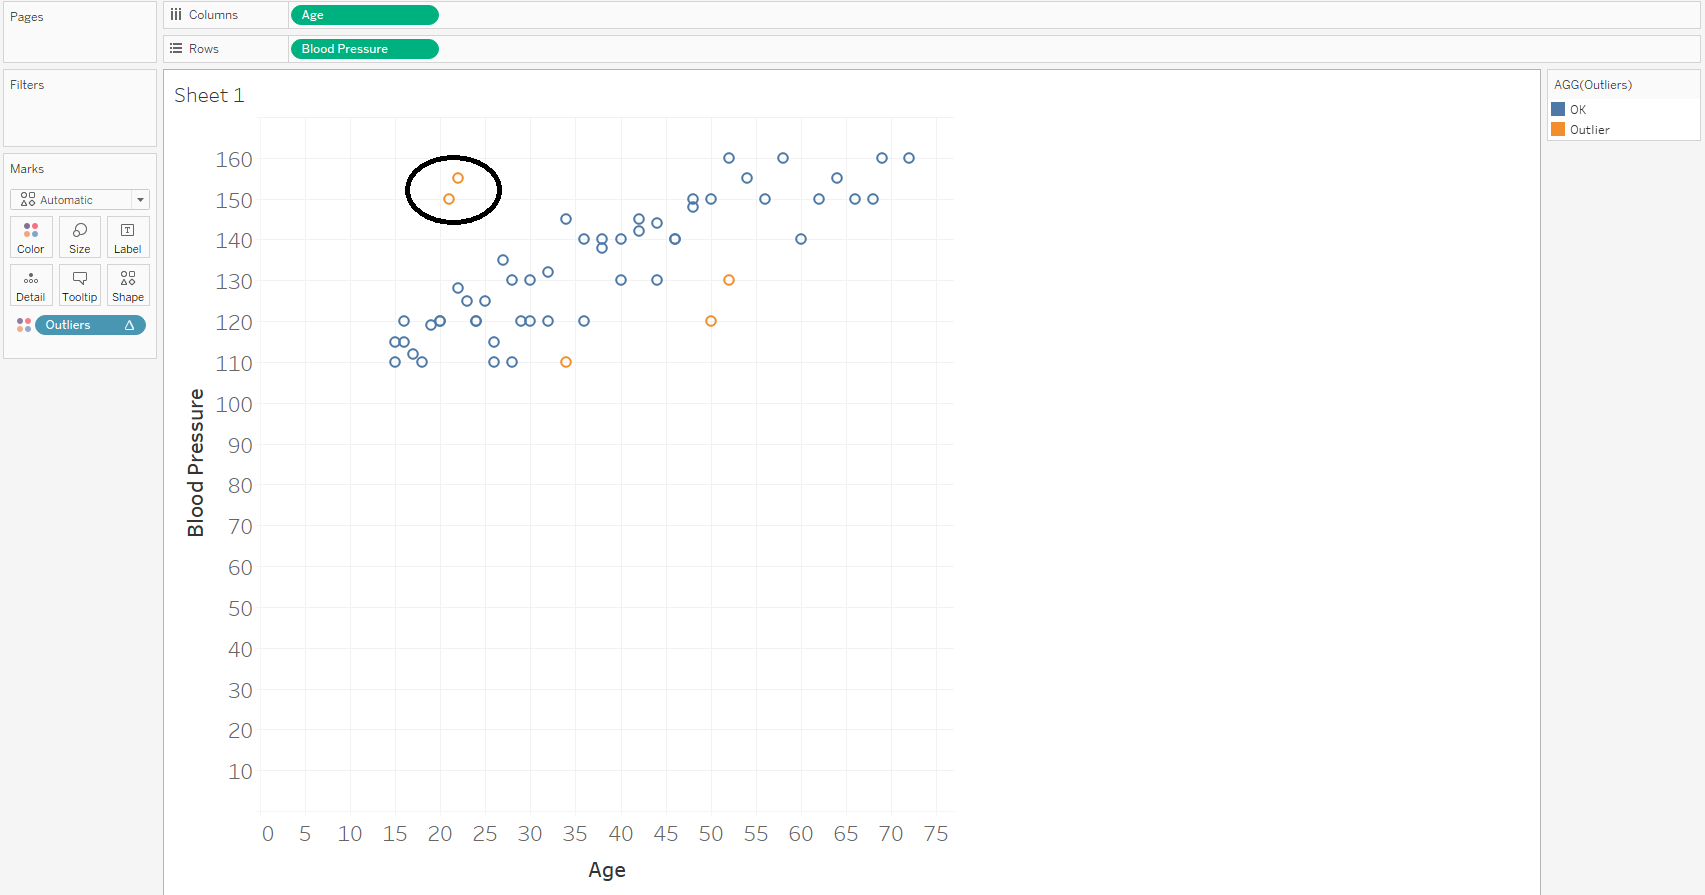 Pages
Columns
Age
Rows
Blood Pressure
Filters
Marks
Automatic
Color
Size
Label
Detail
Tooltip
Shape
Outliers
Sheet 1
160
150
140
130
120
110
100
90
80
70
60
50
40
30
20
10
Blood Pressure
0 5 10 15 20 25 30 35 40 45 50 55 60 65 70 75
Age
AGG(Outliers)
OK
Outlier